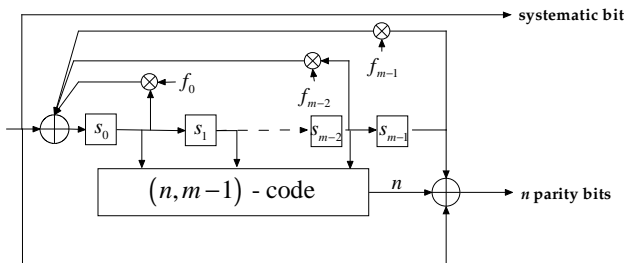 systematic bit
f_{m-1}
f_0
f_{m-2}
s_0
s_1
s_{m-2}
s_{m-1}
(n, m-1) - code
n
n parity bits